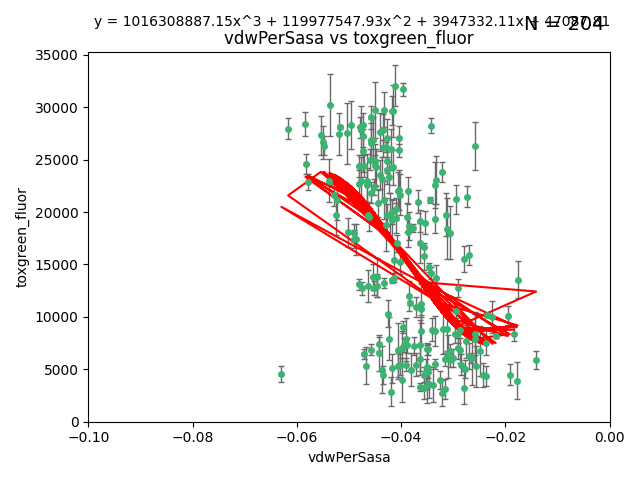 y = 1016308887.15x^3 + 119977547.93x^2 + 3947332.11x +
N = 204
vdwPerSasa vs toxgreen_fluor
35000
30000
25000
20000
15000
10000
5000
0
toxgreen_fluor
−0.10 −0.08 −0.06 −0.04 −0.02 0.00
vdwPerSasa